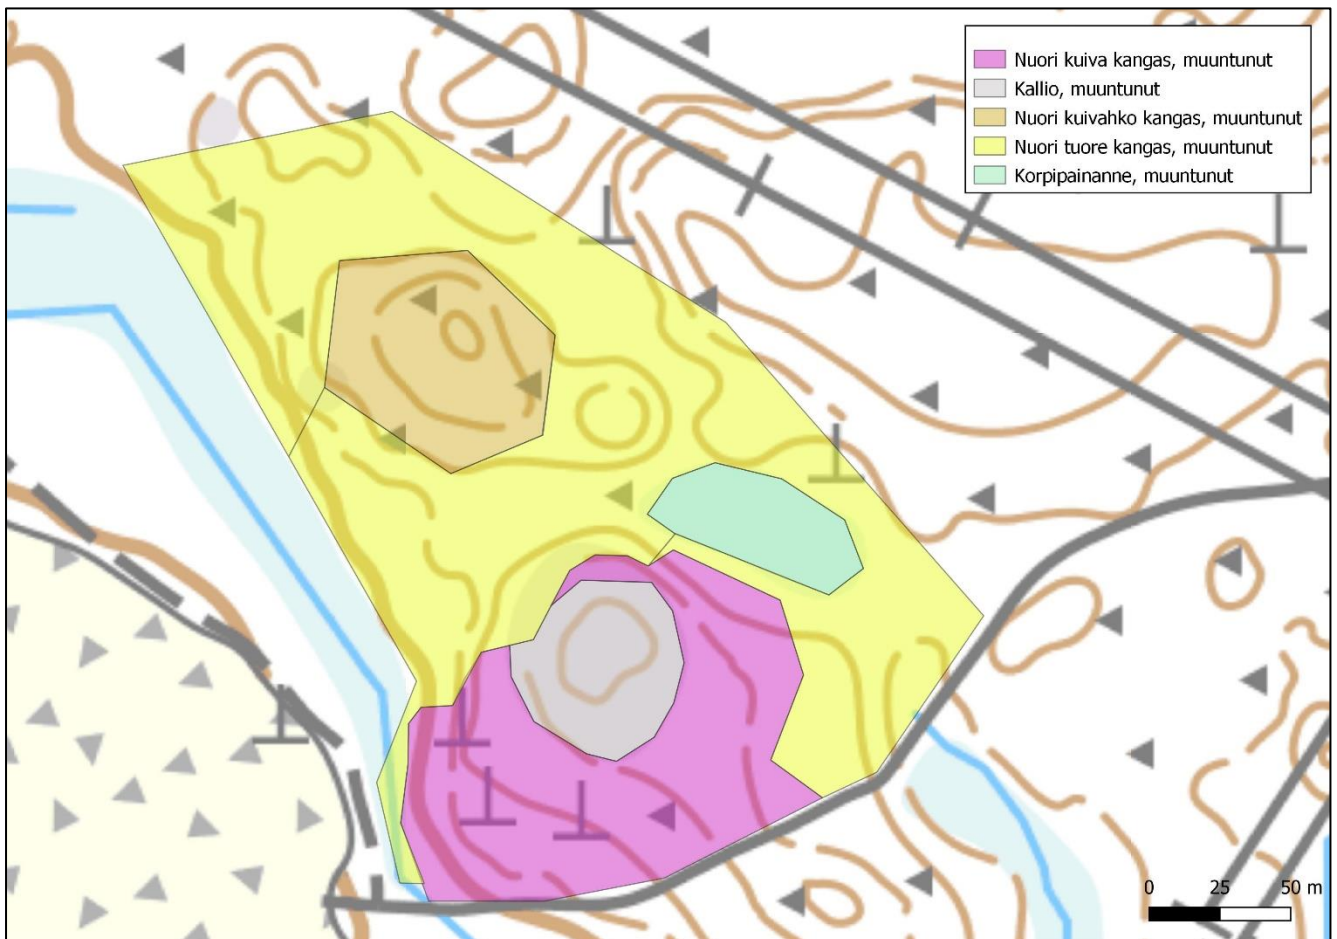 Nuori kuiva kangas, muuntunut
Kallio, muuntunut
Nuori kuivahko kangas, muuntunut
Nuori tuore kangas, muuntunut
Korpipainanne, muuntunut
0 25 50 m